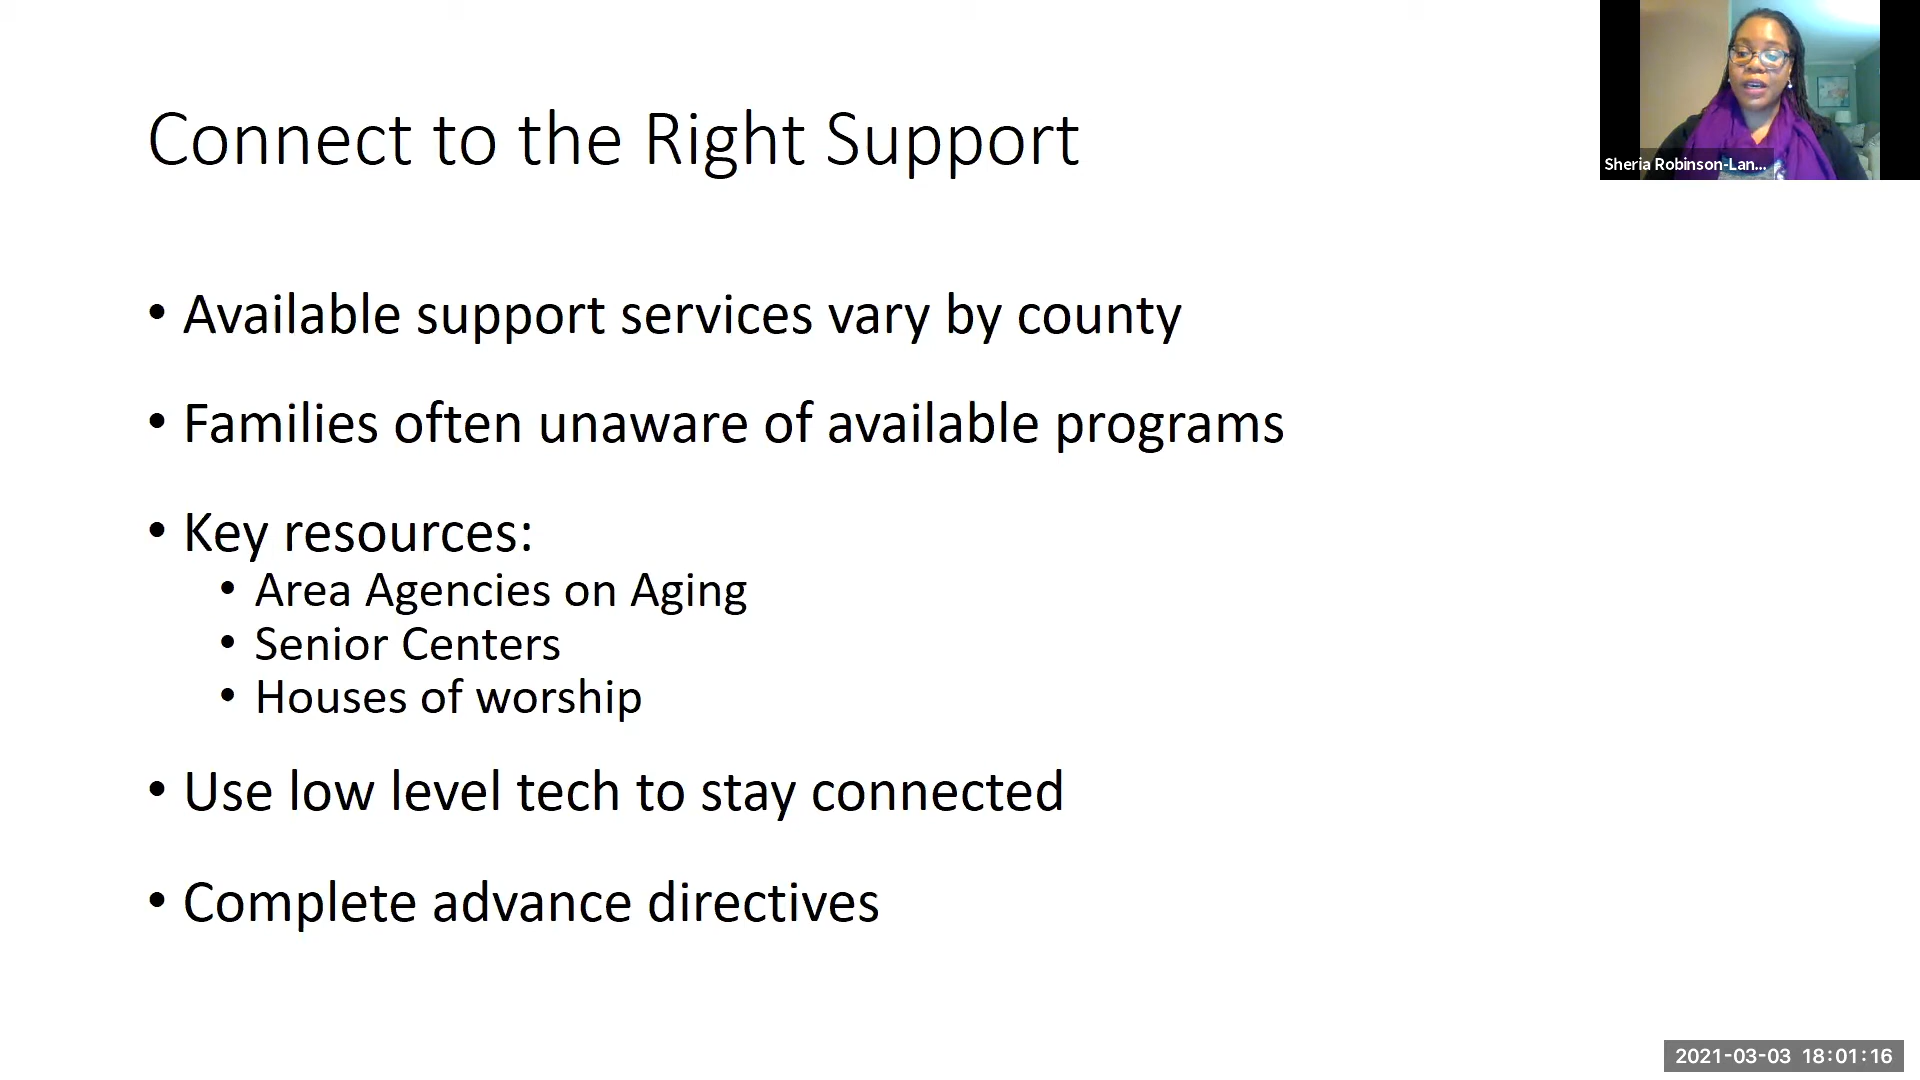 Connect to the Right Support
Sheria Robinson-Lan...
• Available support services vary by county
• Families often unaware of available programs
• Key resources:
• Area Agencies on Aging
• Senior Centers
• Houses of worship
• Use low level tech to stay connected
• Complete advance directives
2021-03-03 18:01:16